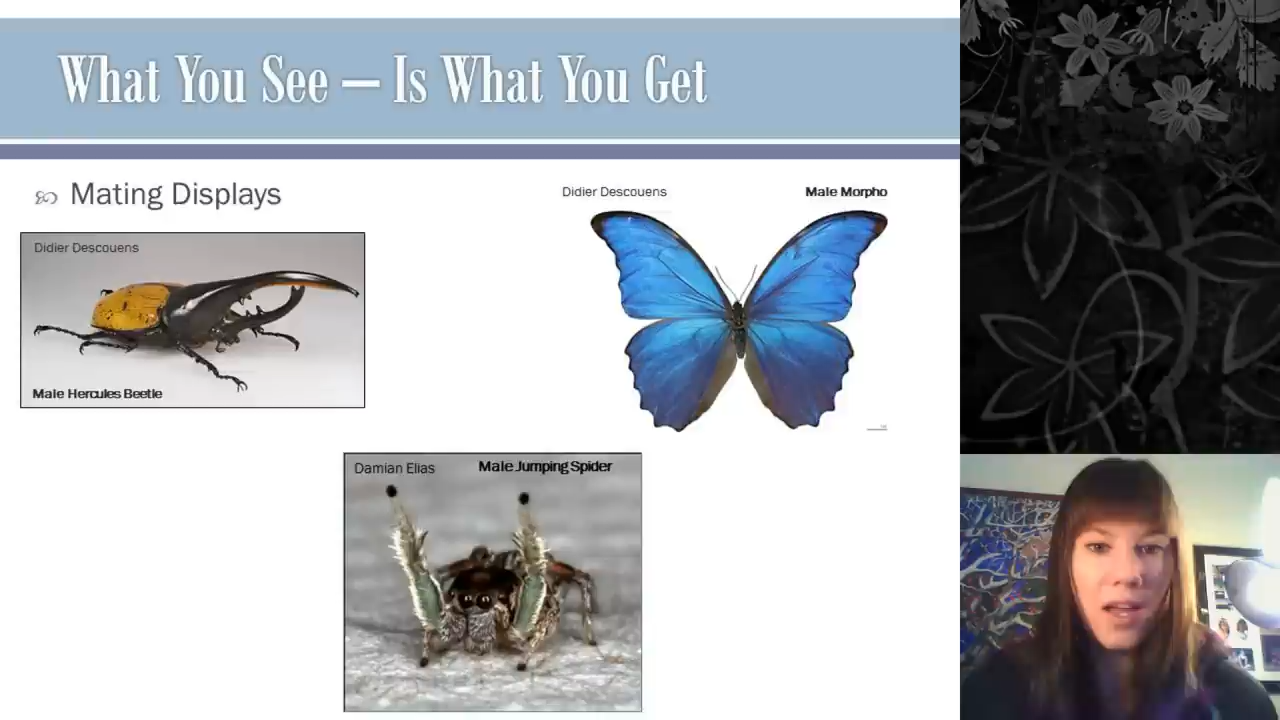 What You See – Is What You Get
Mating Displays
Didier Descouens
Male Hercules Beetle
Didier Descouens
Male Morpho
Damian Elias
Male Jumping Spider